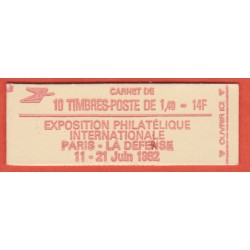 CARNET DE
10 TIMBRES-POSTE DE 1,40 = 14F
EXPOSITION PHILATÉLIQUE
INTERNATIONALE
PARIS - LA DÉFENSE
11 - 21 Juin 1982
OUVRIR ICI